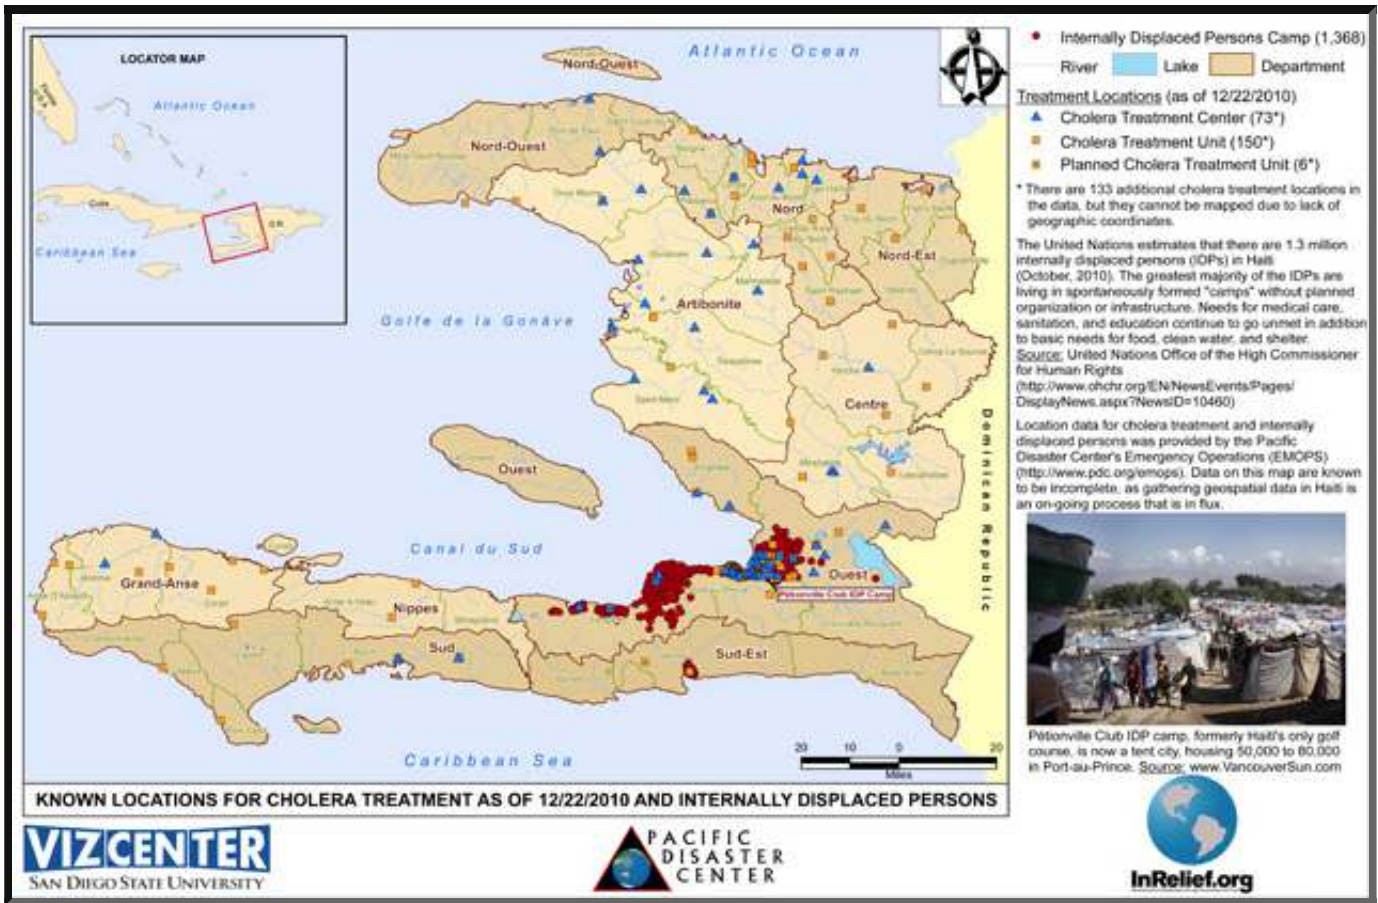 LOCATOR MAP
Atlantic Ocean
Cuba
D.R.
Caribbean Sea
Atlantic Ocean
Nord-Ouest
Nord-Ouest
Nord
Nord-Est
Artibonite
Golfe de la Gonâve
Centre
Dominican Republic
Ouest
Canal du Sud
Ouest
Pétionville Club IDP Camp
Grand-Anse
Nippes
Sud
Sud-Est
Caribbean Sea
20 10 0 20
Miles
KNOWN LOCATIONS FOR CHOLERA TREATMENT AS OF 12/22/2010 AND INTERNALLY DISPLACED PERSONS
Internally Displaced Persons Camp (1,368)
River Lake Department
Treatment Locations (as of 12/22/2010)
Cholera Treatment Center (73*)
Cholera Treatment Unit (150*)
Planned Cholera Treatment Unit (6*)
* There are 133 additional cholera treatment locations in
the data, but they cannot be mapped due to lack of
geographic coordinates.
The United Nations estimates that there are 1.3 million
internally displaced persons (IDPs) in Haiti
(October, 2010). The greatest majority of the IDPs are
living in spontaneously formed "camps" without planned
organization or infrastructure. Needs for medical care,
sanitation, and education continue to go unmet in addition
to basic needs for food, clean water, and shelter.
Source: United Nations Office of the High Commissioner
for Human Rights
(http://www.ohchr.org/EN/NewsEvents/Pages/
DisplayNews.aspx?NewsID=10460)
Location data for cholera treatment and internally
displaced persons was provided by the Pacific
Disaster Center's Emergency Operations (EMOPS)
(http://www.pdc.org/emops). Data on this map are known
to be incomplete, as gathering geospatial data in Haiti is
an on-going process that is in flux.
Pétionville Club IDP camp, formerly Haiti's only golf
course, is now a tent city, housing 50,000 to 80,000
in Port-au-Prince. Source: www.VancouverSun.com
VIZCENTER
SAN DIEGO STATE UNIVERSITY
PACIFIC
DISASTER
CENTER
InRelief.org